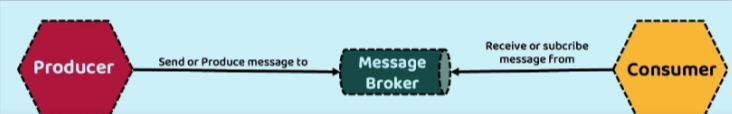 Producer
Send or Produce message to
Message
Broker
Receive or subcribe
message from
Consumer